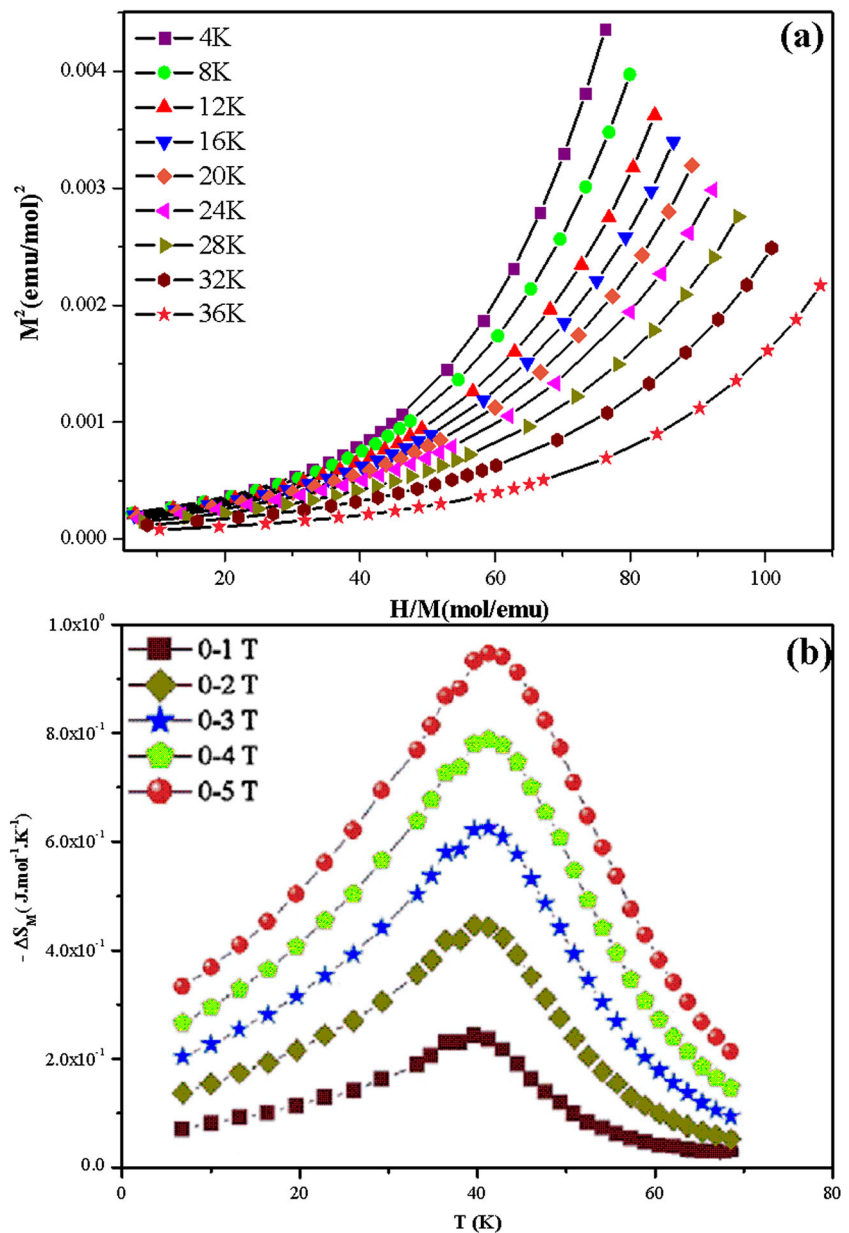 (a)
4K
8K
12K
16K
20K
24K
28K
32K
36K
M²(emu/mol)²
0.004
0.003
0.002
0.001
0.000
20 40 60 80 100
H/M(mol/emu)
(b)
0-1 T
0-2 T
0-3 T
0-4 T
0-5 T
- ΔS_M( J.mol⁻¹.K⁻¹)
1.0x10⁰
8.0x10⁻¹
6.0x10⁻¹
4.0x10⁻¹
2.0x10⁻¹
0.0
0 20 40 60 80
T (K)